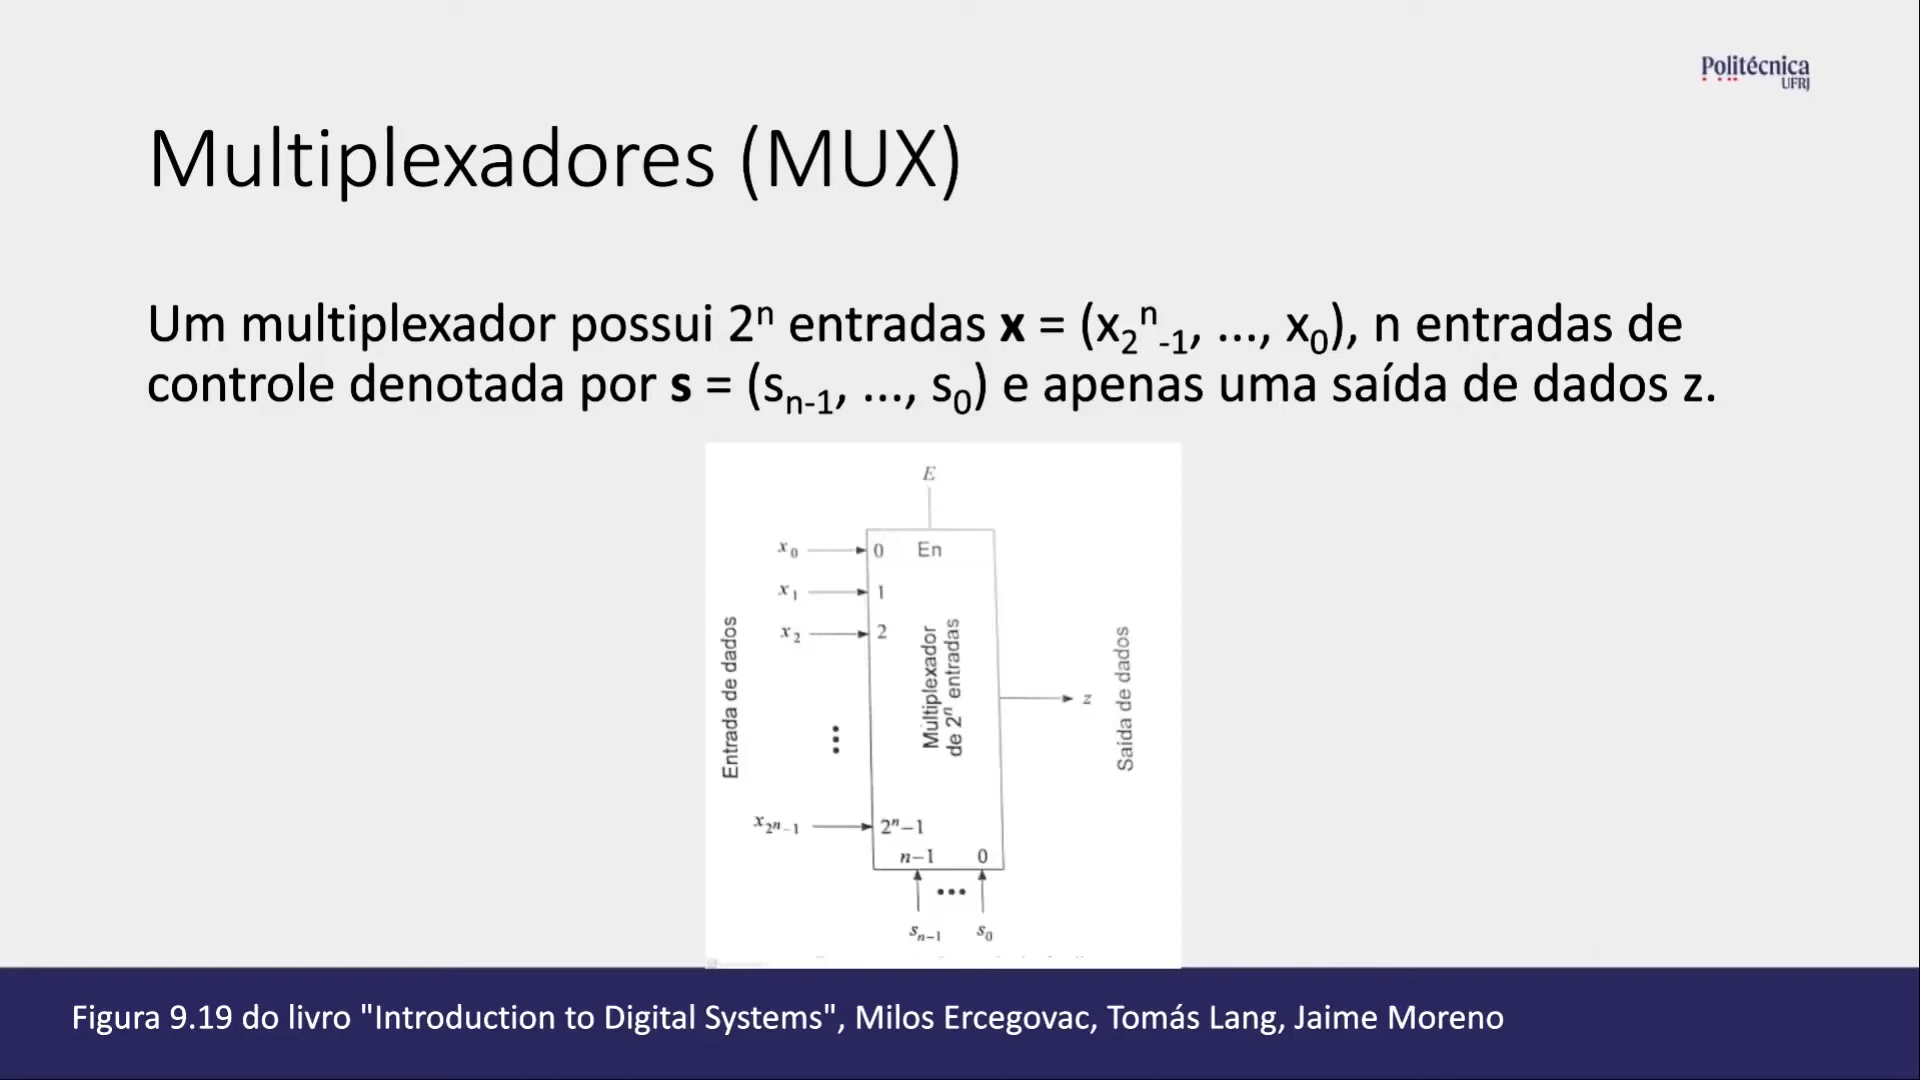 Politécnica
UFRJ
Multiplexadores (MUX)
Um multiplexador possui 2ⁿ entradas x = (x₂ⁿ₋₁, ..., x₀), n entradas de
controle denotada por s = (sₙ₋₁, ..., s₀) e apenas uma saída de dados z.
E
x₀ 0 En
x₁ 1
x₂ 2
Entrada de dados
Multiplexador
de 2ⁿ entradas
z
Saída de dados
x₂ⁿ₋₁ 2ⁿ–1
n–1 0
sₙ₋₁ s₀
Figura 9.19 do livro "Introduction to Digital Systems", Milos Ercegovac, Tomás Lang, Jaime Moreno